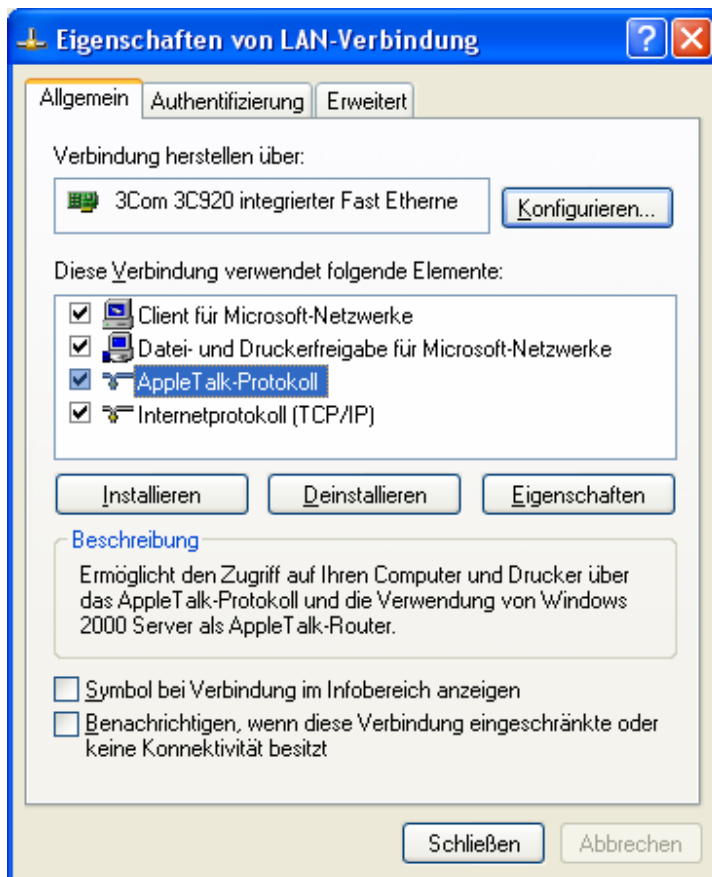 Eigenschaften von LAN-Verbindung
Allgemein Authentifizierung Erweitert
Verbindung herstellen über:
3Com 3C920 integrierter Fast Etherne
Konfigurieren...
Diese Verbindung verwendet folgende Elemente:
Client für Microsoft-Netzwerke
Datei- und Druckerfreigabe für Microsoft-Netzwerke
AppleTalk-Protokoll
Internetprotokoll (TCP/IP)
Installieren Deinstallieren Eigenschaften
Beschreibung
Ermöglicht den Zugriff auf Ihren Computer und Drucker über
das AppleTalk-Protokoll und die Verwendung von Windows
2000 Server als AppleTalk-Router.
Symbol bei Verbindung im Infobereich anzeigen
Benachrichtigen, wenn diese Verbindung eingeschränkte oder
keine Konnektivität besitzt
Schließen Abbrechen